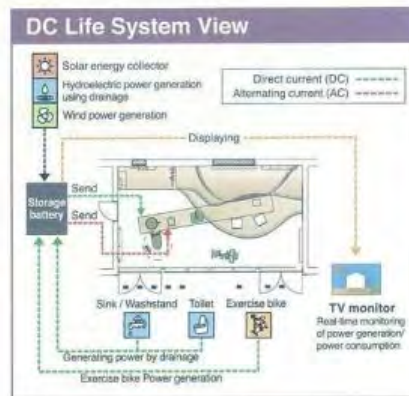 DC Life System View
Solar energy collector
Hydroelectric power generation
using drainage
Wind power generation
Direct current (DC)
Alternating current (AC)
Displaying
Storage
battery
Send
Send
Sink / Washstand
Toilet
Exercise bike
TV monitor
Real-time monitoring
of power generation/
power consumption
Generating power by drainage
Exercise bike Power generation